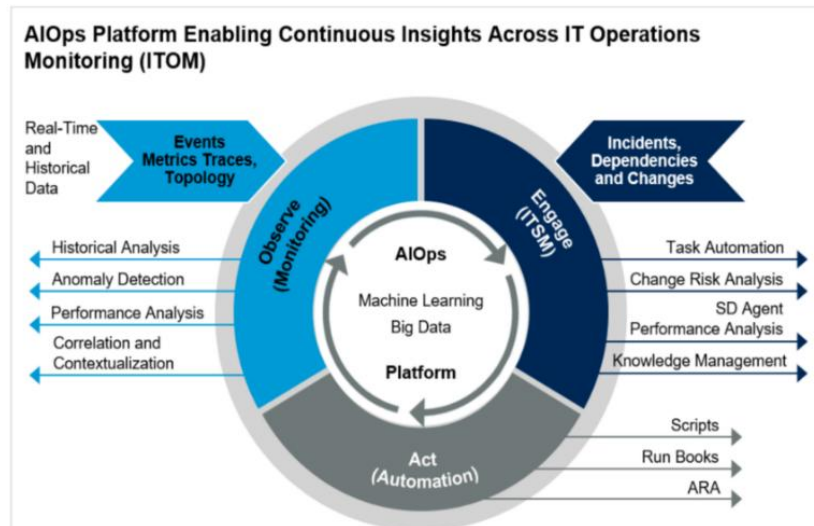 AIOps Platform Enabling Continuous Insights Across IT Operations
Monitoring (ITOM)
Real-Time
and
Historical
Data
Events
Metrics Traces,
Topology
Incidents,
Dependencies
and Changes
Observe
(Monitoring)
Engage
(ITSM)
Historical Analysis
Anomaly Detection
Performance Analysis
Correlation and
Contextualization
AIOps
Machine Learning
Big Data
Platform
Task Automation
Change Risk Analysis
SD Agent
Performance Analysis
Knowledge Management
Act
(Automation)
Scripts
Run Books
ARA